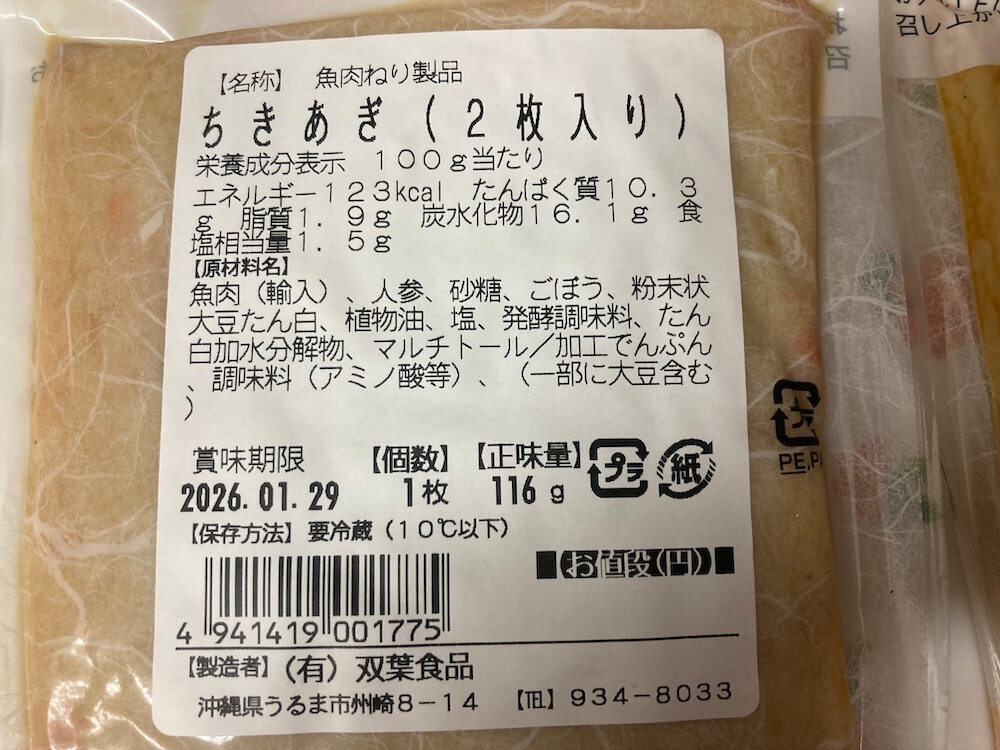 【名称】 魚肉ねり製品
ちきあぎ（２枚入り）
栄養成分表示 １００ｇ当たり
エネルギー１２３kcal たんぱく質１０．３
ｇ 脂質１．９ｇ 炭水化物１６．１ｇ 食
塩相当量１．５ｇ
【原材料名】
魚肉（輸入）、人参、砂糖、ごぼう、粉末状
大豆たん白、植物油、塩、発酵調味料、たん
白加水分解物、マルチトール／加工でんぷん
、調味料（アミノ酸等）、（一部に大豆含む
）
賞味期限 【個数】 【正味量】 プラ 紙
2026.01.29 1枚 116g
【保存方法】要冷蔵（１０℃以下）
■（お値段（円））■
4 941419 001775
【製造者】（有）双葉食品
沖縄県うるま市州崎８－１４ 【℡】９３４－８０３３
PE,P
召し上が